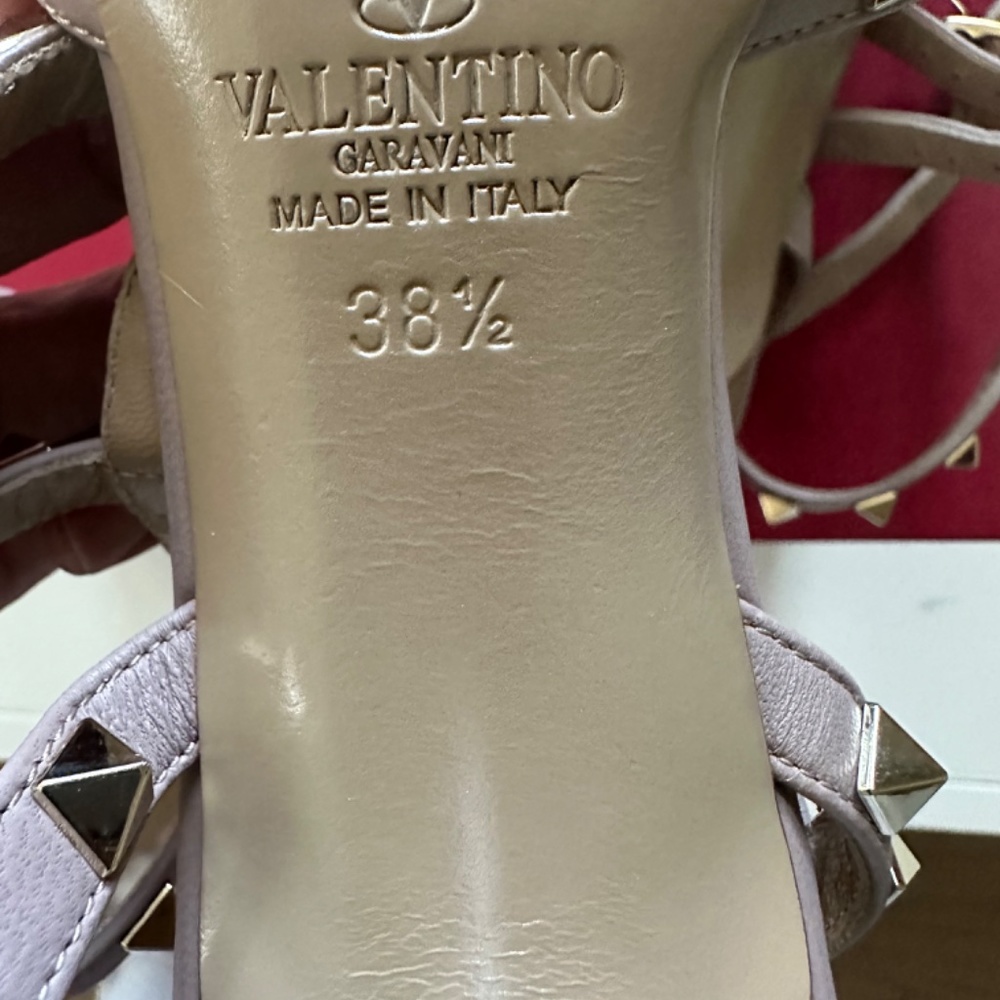 VALENTINO
GARAVANI
MADE IN ITALY
38½